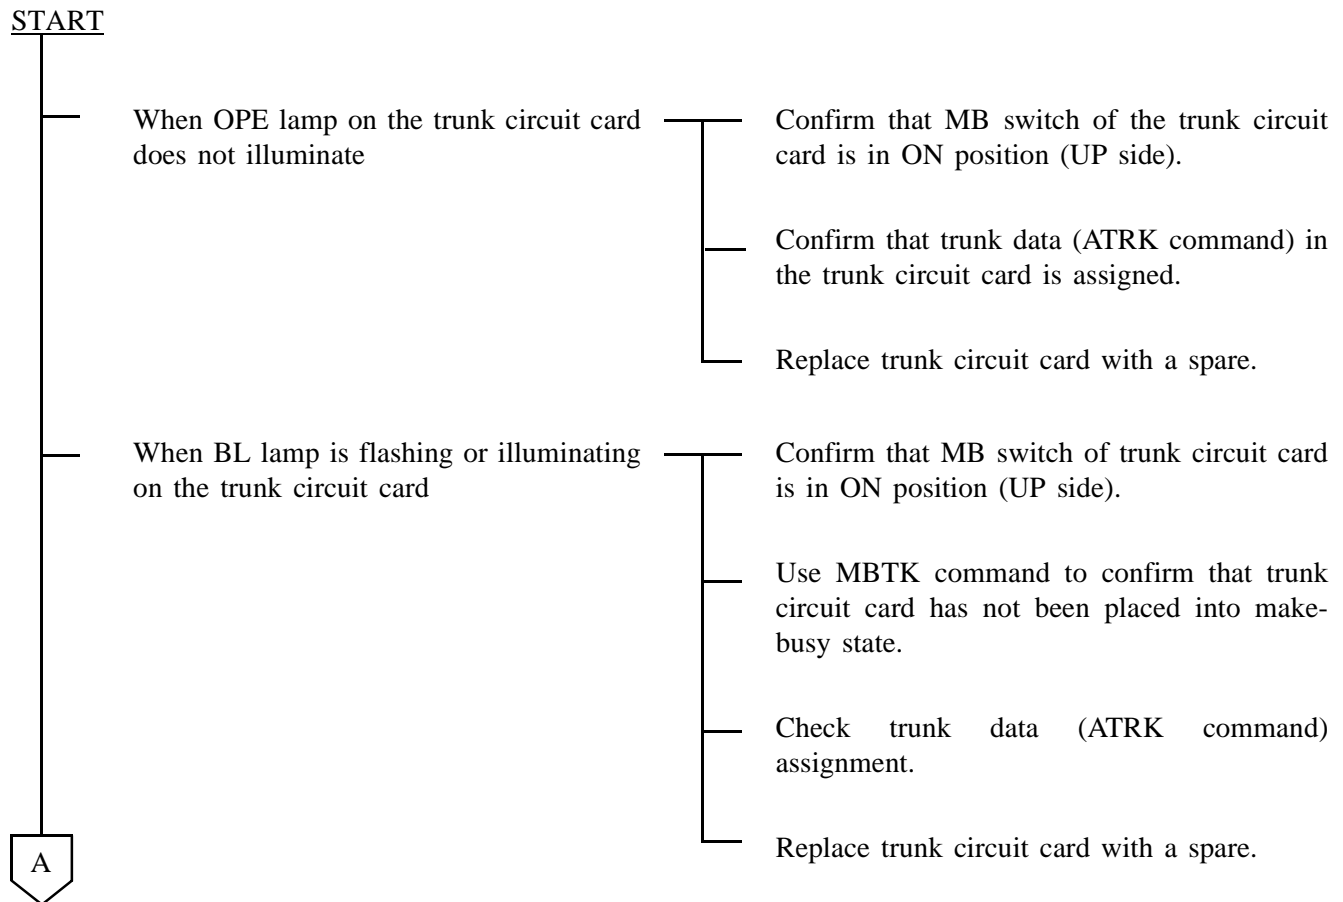 START
When OPE lamp on the trunk circuit card
does not illuminate
Confirm that MB switch of the trunk circuit
card is in ON position (UP side).
Confirm that trunk data (ATRK command) in
the trunk circuit card is assigned.
Replace trunk circuit card with a spare.
When BL lamp is flashing or illuminating
on the trunk circuit card
Confirm that MB switch of trunk circuit card
is in ON position (UP side).
Use MBTK command to confirm that trunk
circuit card has not been placed into make-
busy state.
Check trunk data (ATRK command)
assignment.
Replace trunk circuit card with a spare.
A